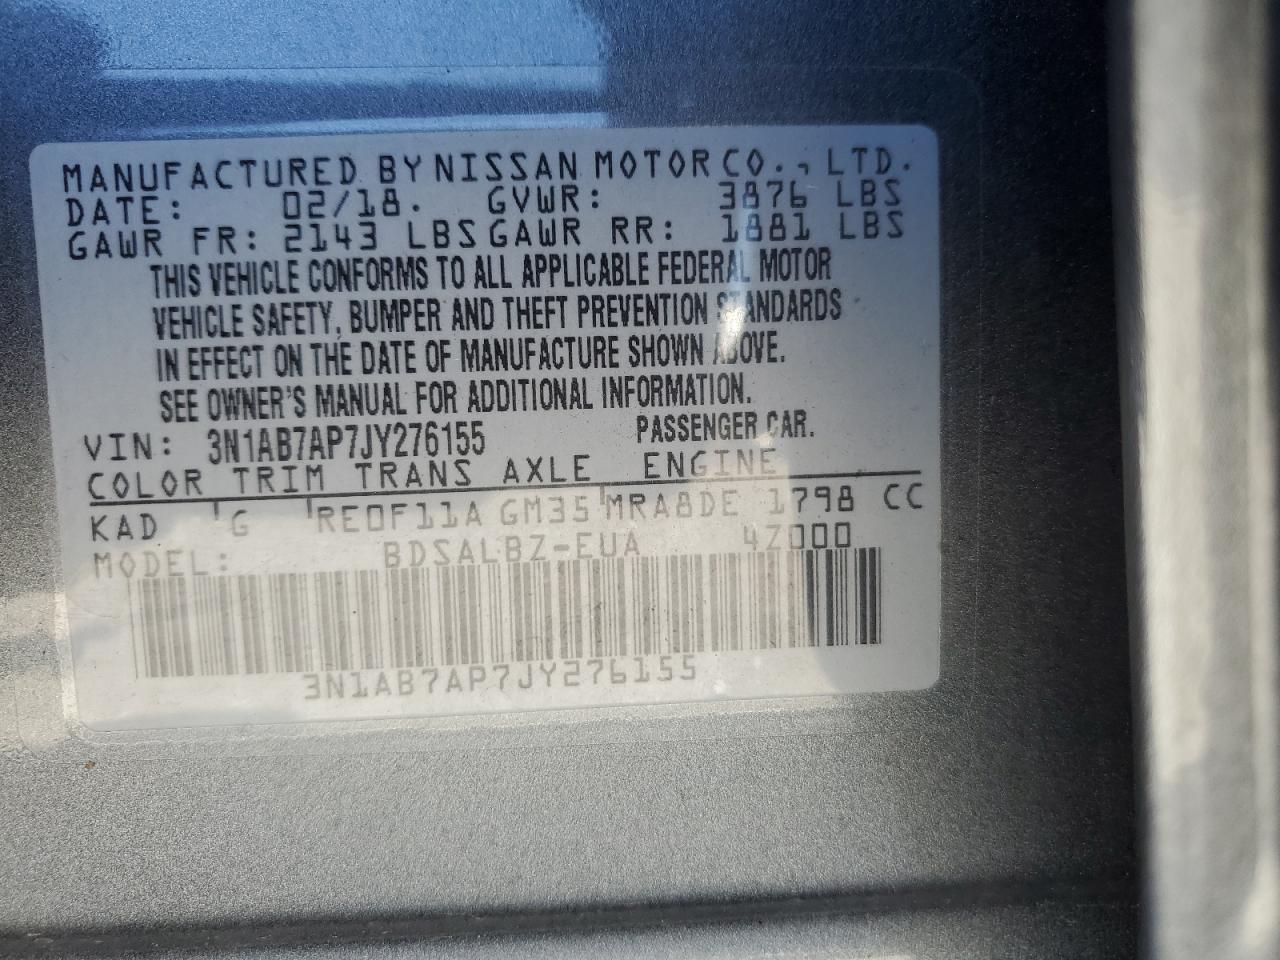 MANUFACTURED BY NISSAN MOTOR CO., LTD.
DATE: 02/18. GVWR: 3876 LBS
GAWR FR: 2143 LBS GAWR RR: 1881 LBS
THIS VEHICLE CONFORMS TO ALL APPLICABLE FEDERAL MOTOR
VEHICLE SAFETY, BUMPER AND THEFT PREVENTION STANDARDS
IN EFFECT ON THE DATE OF MANUFACTURE SHOWN ABOVE.
SEE OWNER'S MANUAL FOR ADDITIONAL INFORMATION.
VIN: 3N1AB7AP7JY276155 PASSENGER CAR.
COLOR TRIM TRANS AXLE ENGINE
KAD G RE0F11A GM35 MRA8DE 1798 CC
MODEL: BDSALBZ-EUA 4Z000
3N1AB7AP7JY276155